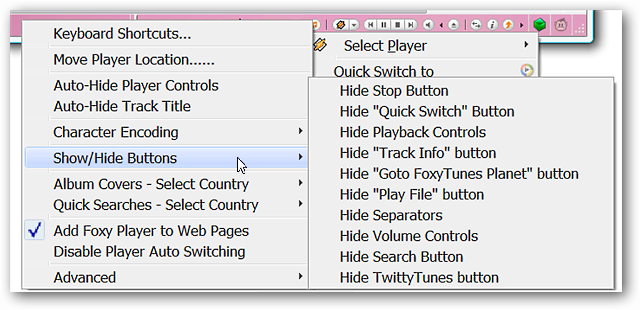 Keyboard Shortcuts...
Move Player Location......
Auto-Hide Player Controls
Auto-Hide Track Title
Character Encoding
Show/Hide Buttons
Album Covers - Select Country
Quick Searches - Select Country
Add Foxy Player to Web Pages
Disable Player Auto Switching
Advanced
Select Player
Quick Switch to
Hide Stop Button
Hide "Quick Switch" Button
Hide Playback Controls
Hide "Track Info" button
Hide "Goto FoxyTunes Planet" button
Hide "Play File" button
Hide Separators
Hide Volume Controls
Hide Search Button
Hide TwittyTunes button